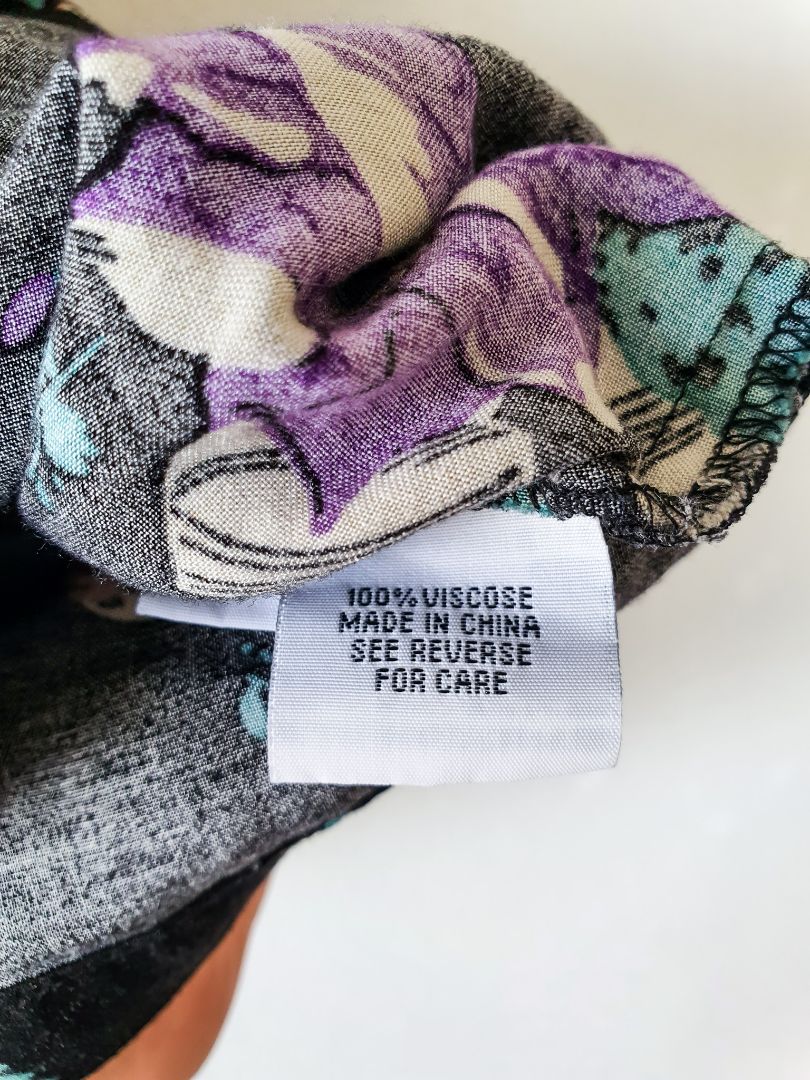 100% VISCOSE
MADE IN CHINA
SEE REVERSE
FOR CARE